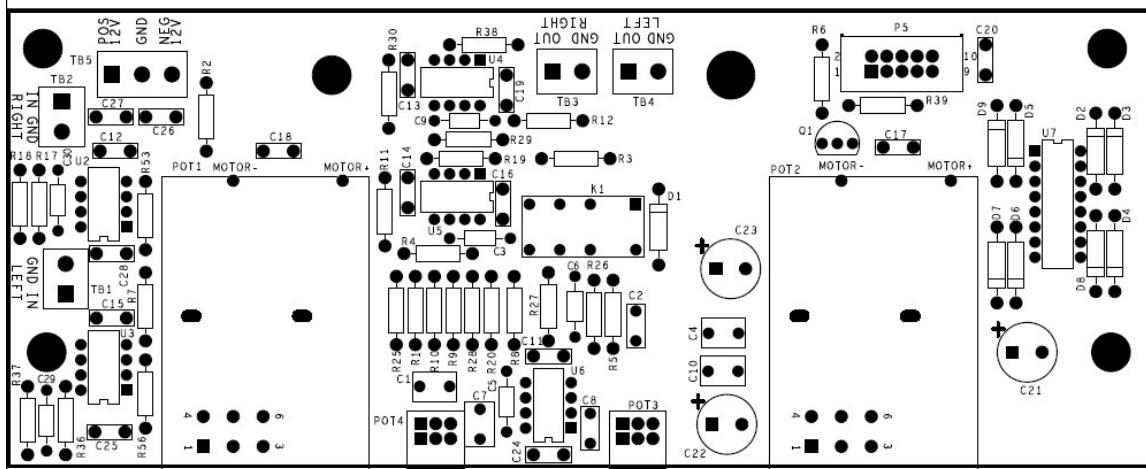 POS 12V
GND
NEG 12V
TB5
TB2
IN GND
RIGHT
C27
C26
R2
C12
C18
R18
R17
C30
U2
R53
POT1
MOTOR-
MOTOR+
GND IN
LEFT
TB1
C28
R7
C15
U3
R37
C29
R36
C25
R56
4
6
1
3
R30
R38
U4
C13
C19
C9
R12
R29
R19
R3
R11
C14
C16
U5
R4
C3
K1
D1
RIGHT
GND OUT
TB3
LEFT
GND OUT
TB4
R25
R1
R10
R9
R28
R20
R8
R27
C6
R26
R5
C2
C11
C1
POT4
C7
C5
U6
C8
C24
POT3
C23
C4
C10
C22
R6
P5
2
1
10
9
C20
R39
Q1
C17
POT2
MOTOR-
MOTOR+
4
6
1
3
D9
D5
U7
D2
D3
D7
D6
D4
D8
C21